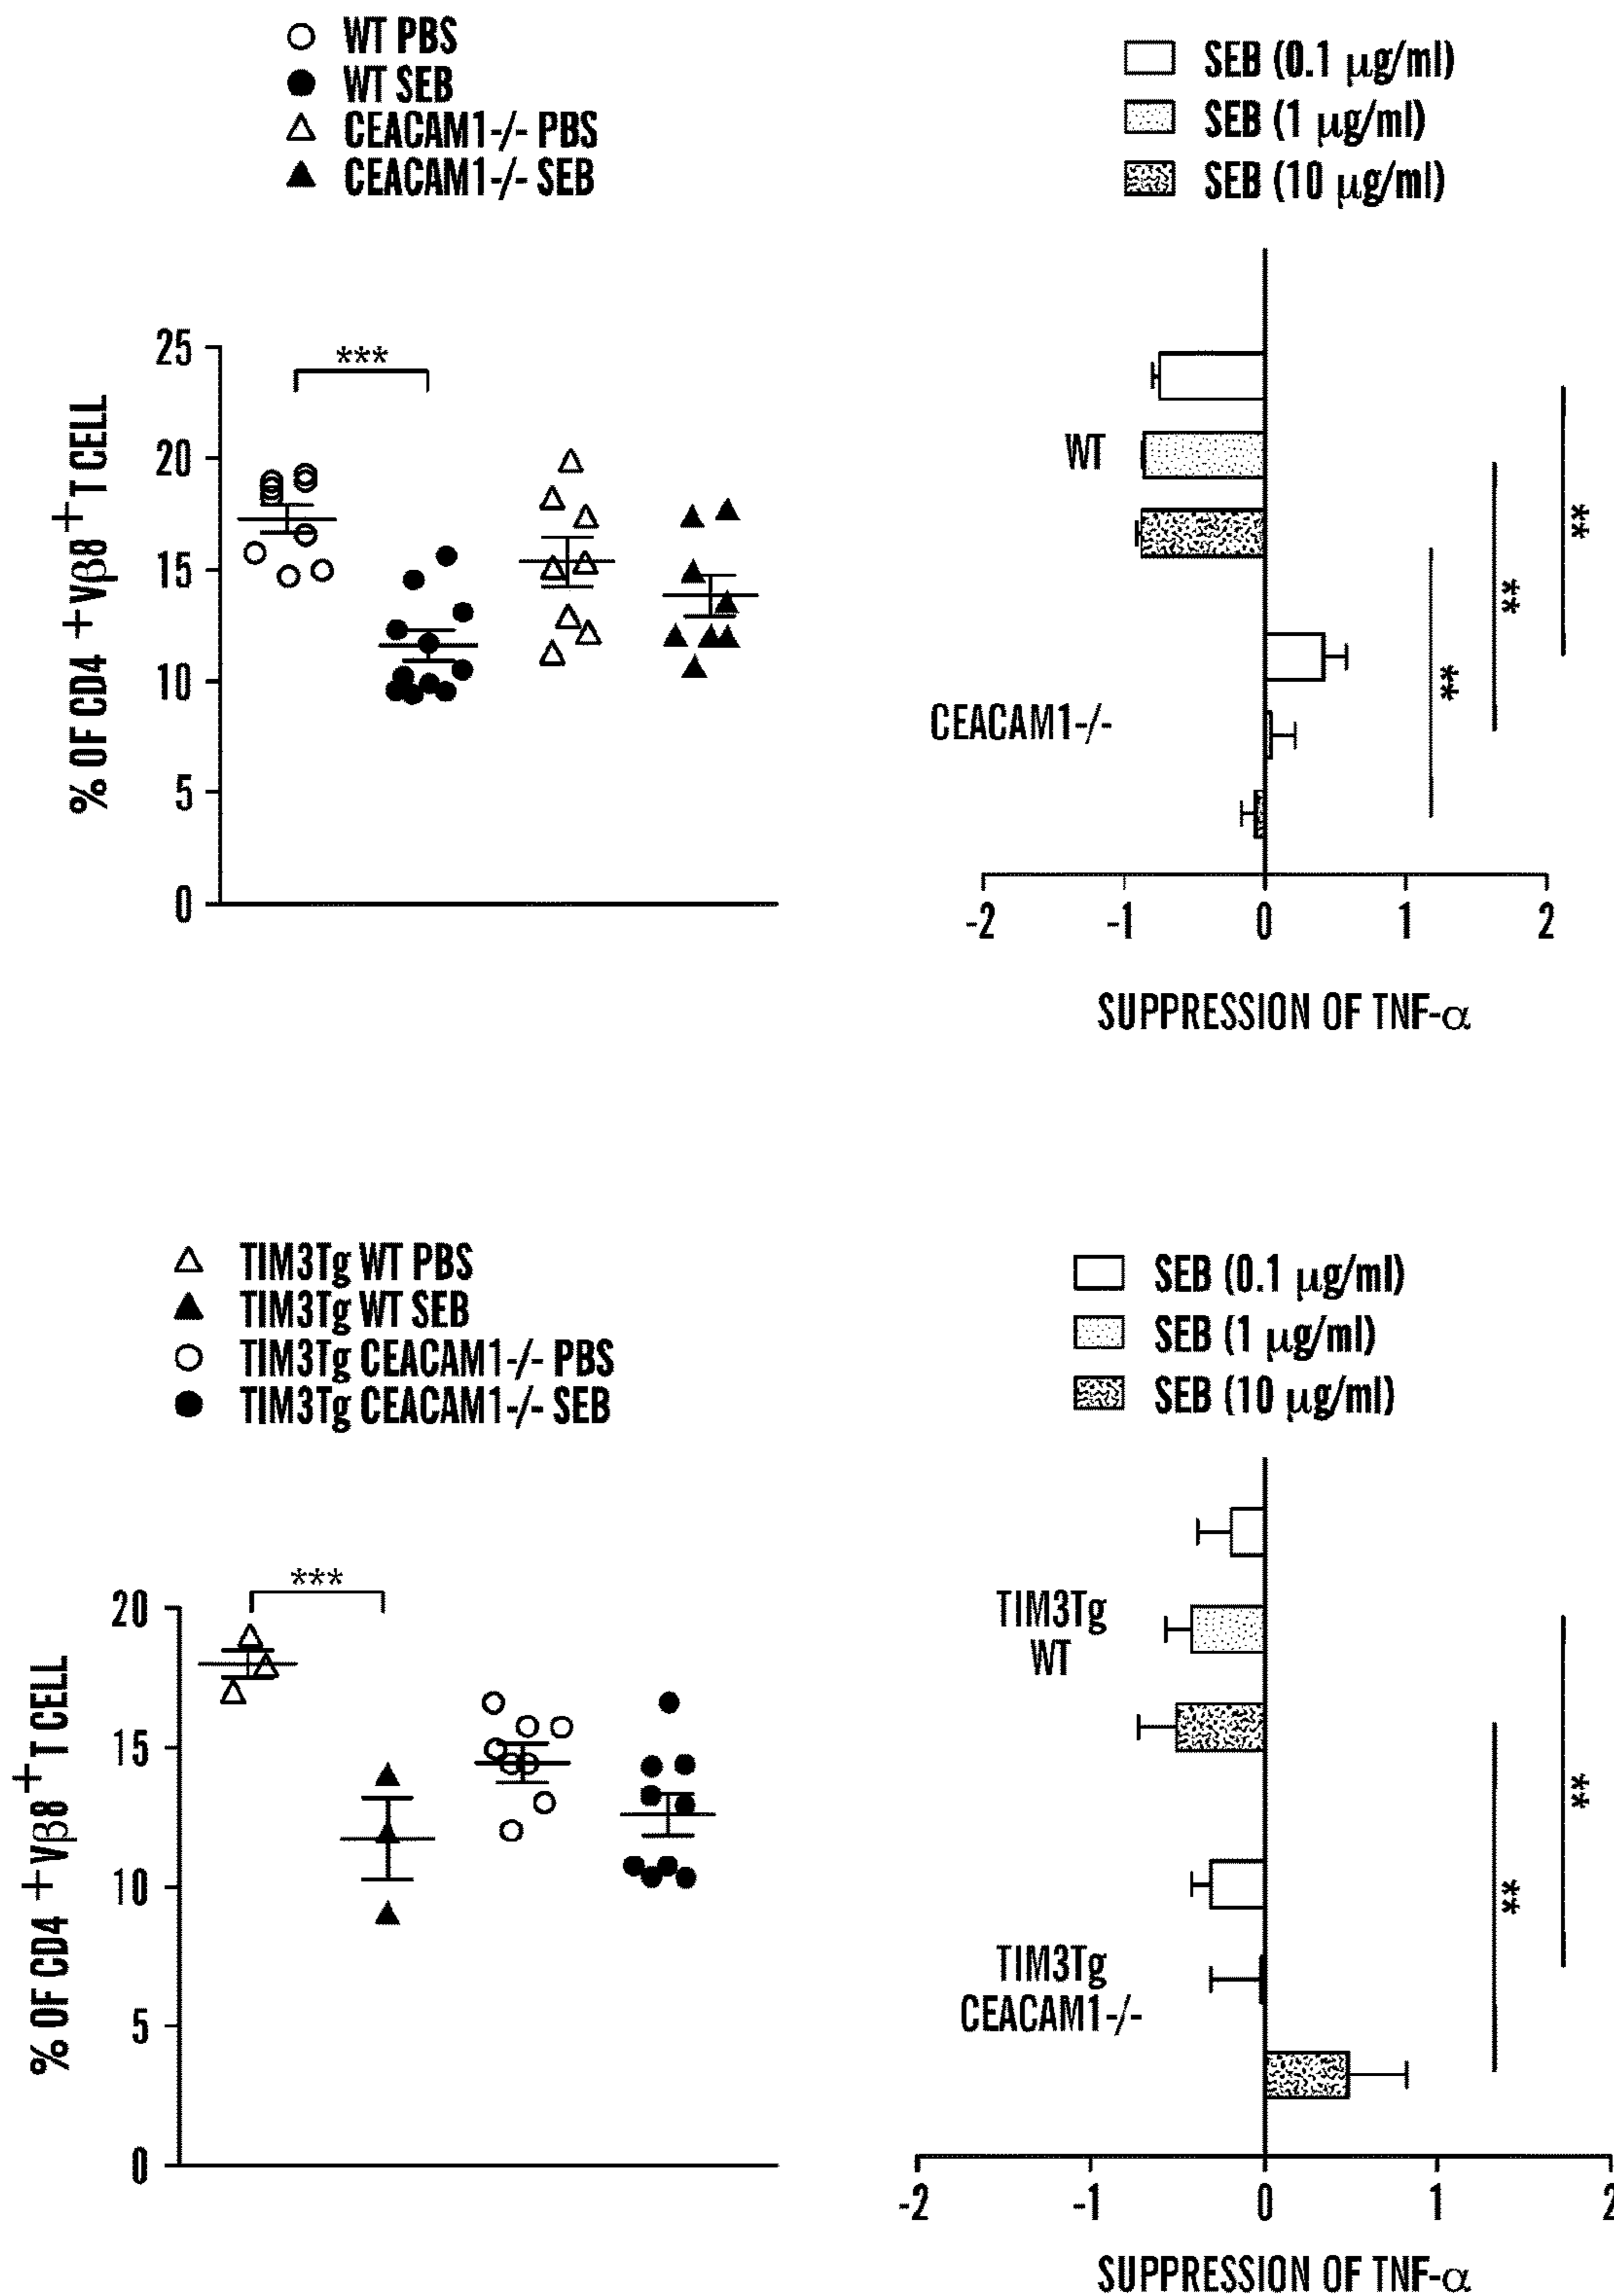 WT PBS
WT SEB
CEACAM1-/- PBS
CEACAM1-/- SEB
% OF CD4 +Vβ8+T CELL
25
20
15
10
5
0
***
SEB (0.1 µg/ml)
SEB (1 µg/ml)
SEB (10 µg/ml)
WT
CEACAM1-/-
**
**
**
-2 -1 0 1 2
SUPPRESSION OF TNF-α
TIM3Tg WT PBS
TIM3Tg WT SEB
TIM3Tg CEACAM1-/- PBS
TIM3Tg CEACAM1-/- SEB
% OF CD4 +Vβ8+T CELL
20
15
10
5
0
***
SEB (0.1 µg/ml)
SEB (1 µg/ml)
SEB (10 µg/ml)
TIM3Tg
WT
TIM3Tg
CEACAM1-/-
**
**
-2 -1 0 1 2
SUPPRESSION OF TNF-α